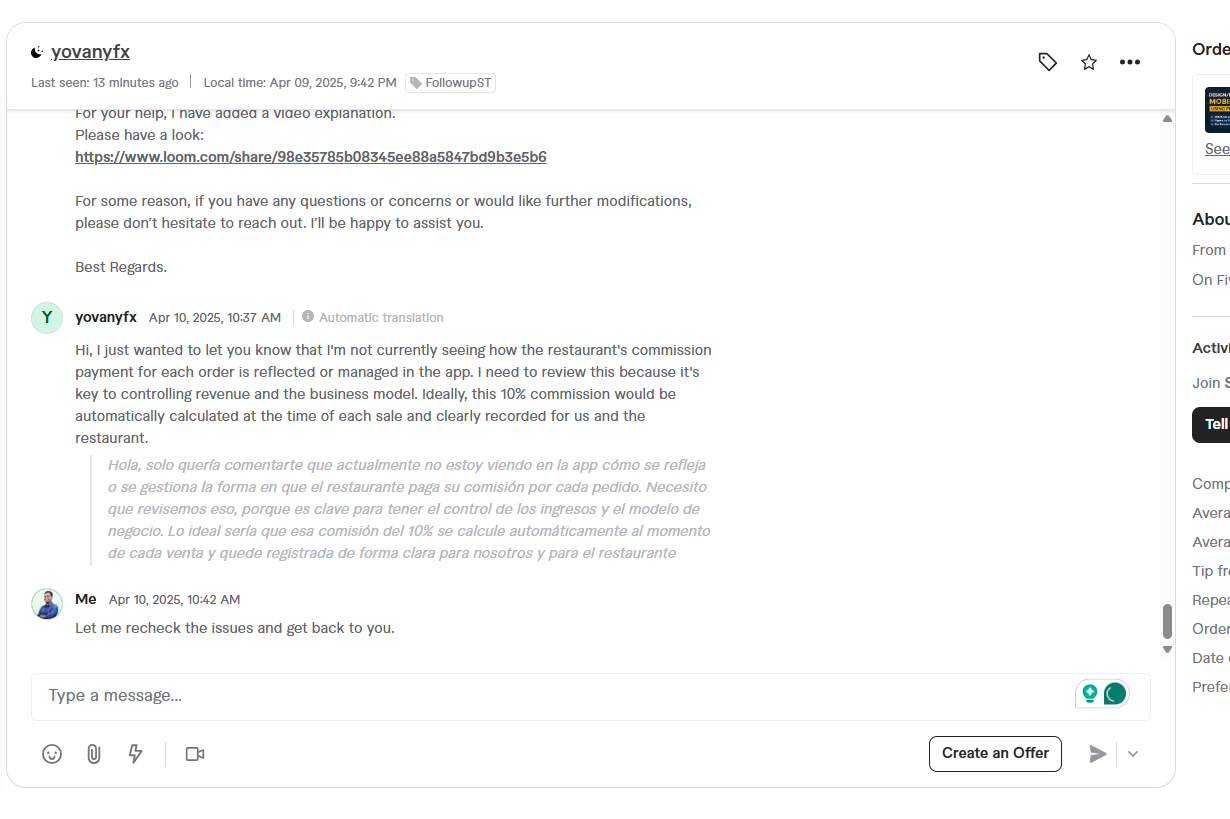 yovanyfx
Last seen: 13 minutes ago
Local time: Apr 09, 2025, 9:42 PM
FollowupST
For your help, I have added a video explanation.
Please have a look:
https://www.loom.com/share/98e35785b08345ee88a5847bd9b3e5b6
For some reason, if you have any questions or concerns or would like further modifications,
please don't hesitate to reach out. I'll be happy to assist you.
Best Regards.
Y
yovanyfx Apr 10, 2025, 10:37 AM
Automatic translation
Hi, I just wanted to let you know that I'm not currently seeing how the restaurant's commission
payment for each order is reflected or managed in the app. I need to review this because it's
key to controlling revenue and the business model. Ideally, this 10% commission would be
automatically calculated at the time of each sale and clearly recorded for us and the
restaurant.
Hola, solo quería comentarte que actualmente no estoy viendo en la app cómo se refleja
o se gestiona la forma en que el restaurante paga su comisión por cada pedido. Necesito
que revisemos eso, porque es clave para tener el control de los ingresos y el modelo de
negocio. Lo ideal sería que esa comisión del 10% se calcule automáticamente al momento
de cada venta y quede registrada de forma clara para nosotros y para el restaurante
Me Apr 10, 2025, 10:42 AM
Let me recheck the issues and get back to you.
Type a message...
Create an Offer
Orde
See
Abou
From
On Fiv
Activi
Join $
Tell
Comp
Avera
Avera
Tip fr
Repea
Order
Date
Prefer